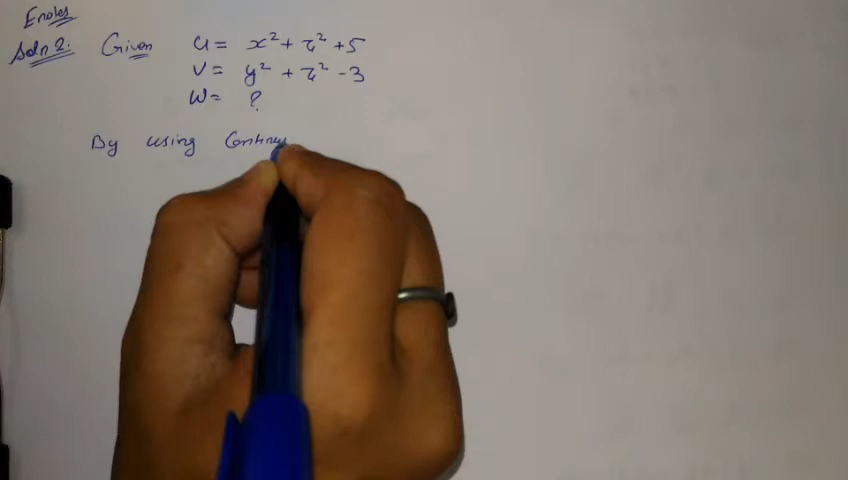 Enotes
Soln 2: Given u = x² + z² + 5
v = y² + z² - 3
w = ?
By using